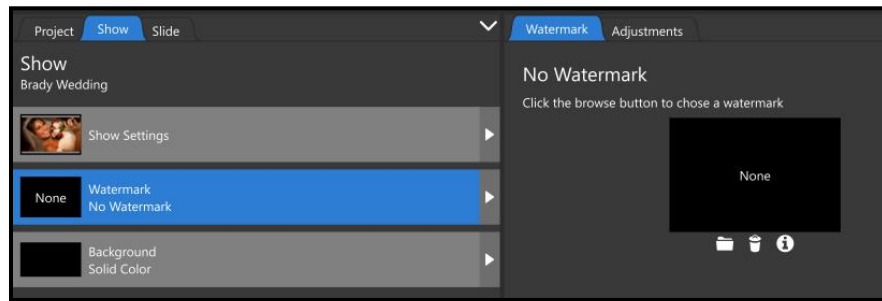 Project Show Slide
Show
Brady Wedding
Show Settings
None
Watermark
No Watermark
Background
Solid Color
Watermark Adjustments
No Watermark
Click the browse button to chose a watermark
None